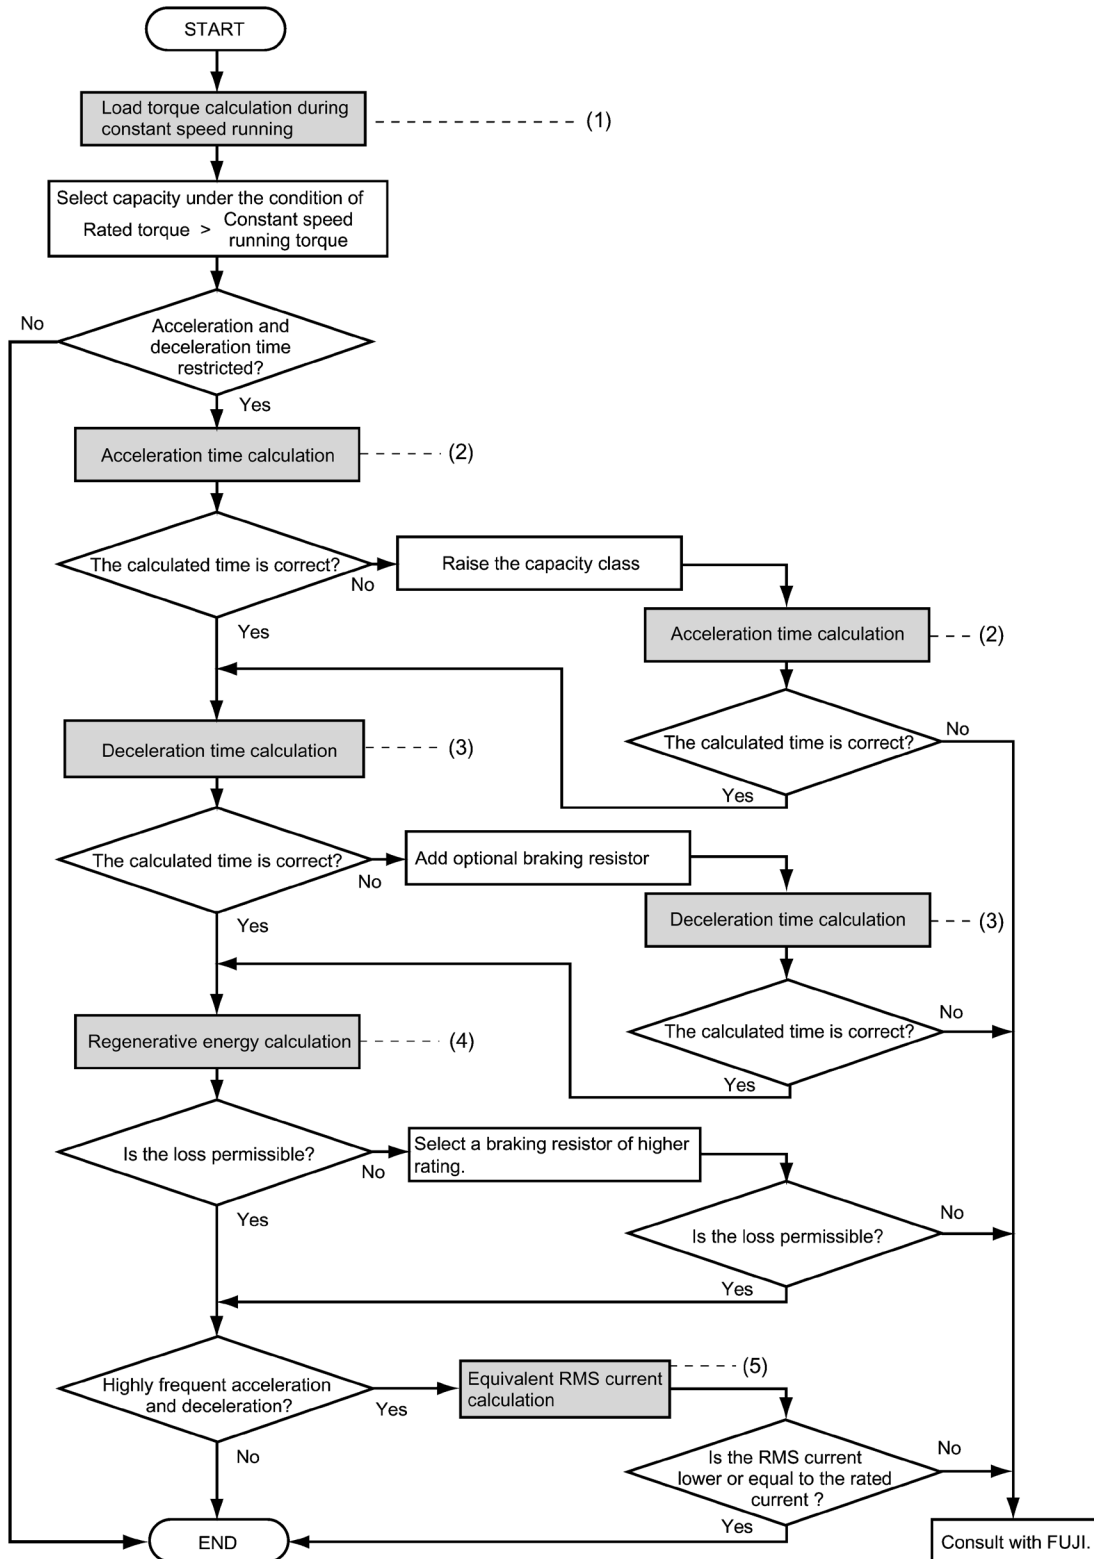 START
Load torque calculation during
constant speed running
(1)
Select capacity under the condition of
Rated torque > Constant speed
running torque
No
Acceleration and
deceleration time
restricted?
Yes
Acceleration time calculation
(2)
The calculated time is correct?
No
Raise the capacity class
Yes
Acceleration time calculation
(2)
The calculated time is correct?
No
Yes
Deceleration time calculation
(3)
The calculated time is correct?
No
Add optional braking resistor
Yes
Deceleration time calculation
(3)
The calculated time is correct?
No
Yes
Regenerative energy calculation
(4)
Is the loss permissible?
No
Select a braking resistor of higher
rating.
Yes
Is the loss permissible?
No
Yes
Highly frequent acceleration
and deceleration?
Yes
Equivalent RMS current
calculation
(5)
No
Is the RMS current
lower or equal to the rated
current ?
No
Yes
END
Consult with FUJI.